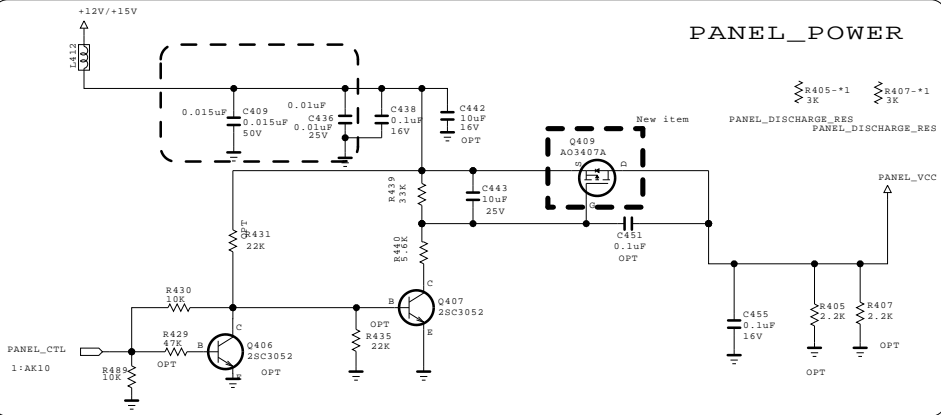 +12V/+15V
PANEL_POWER
L412
0.015uF
C409
0.015uF
50V
0.01uF
C436
0.01uF
25V
C438
0.1uF
16V
C442
10uF
16V
OPT
R405-*1
3K
R407-*1
3K
PANEL_DISCHARGE_RES
PANEL_DISCHARGE_RES
New item
Q409
AO3407A
S
D
G
R439
33K
C443
10uF
25V
PANEL_VCC
OPT
R431
22K
R440
5.6K
C451
0.1uF
OPT
R430
10K
B
C
E
Q407
2SC3052
R429
47K
OPT
B
C
E
Q406
2SC3052
OPT
OPT
R435
22K
PANEL_CTL
1:AK10
R489
10K
C455
0.1uF
16V
R405
2.2K
OPT
R407
2.2K
OPT